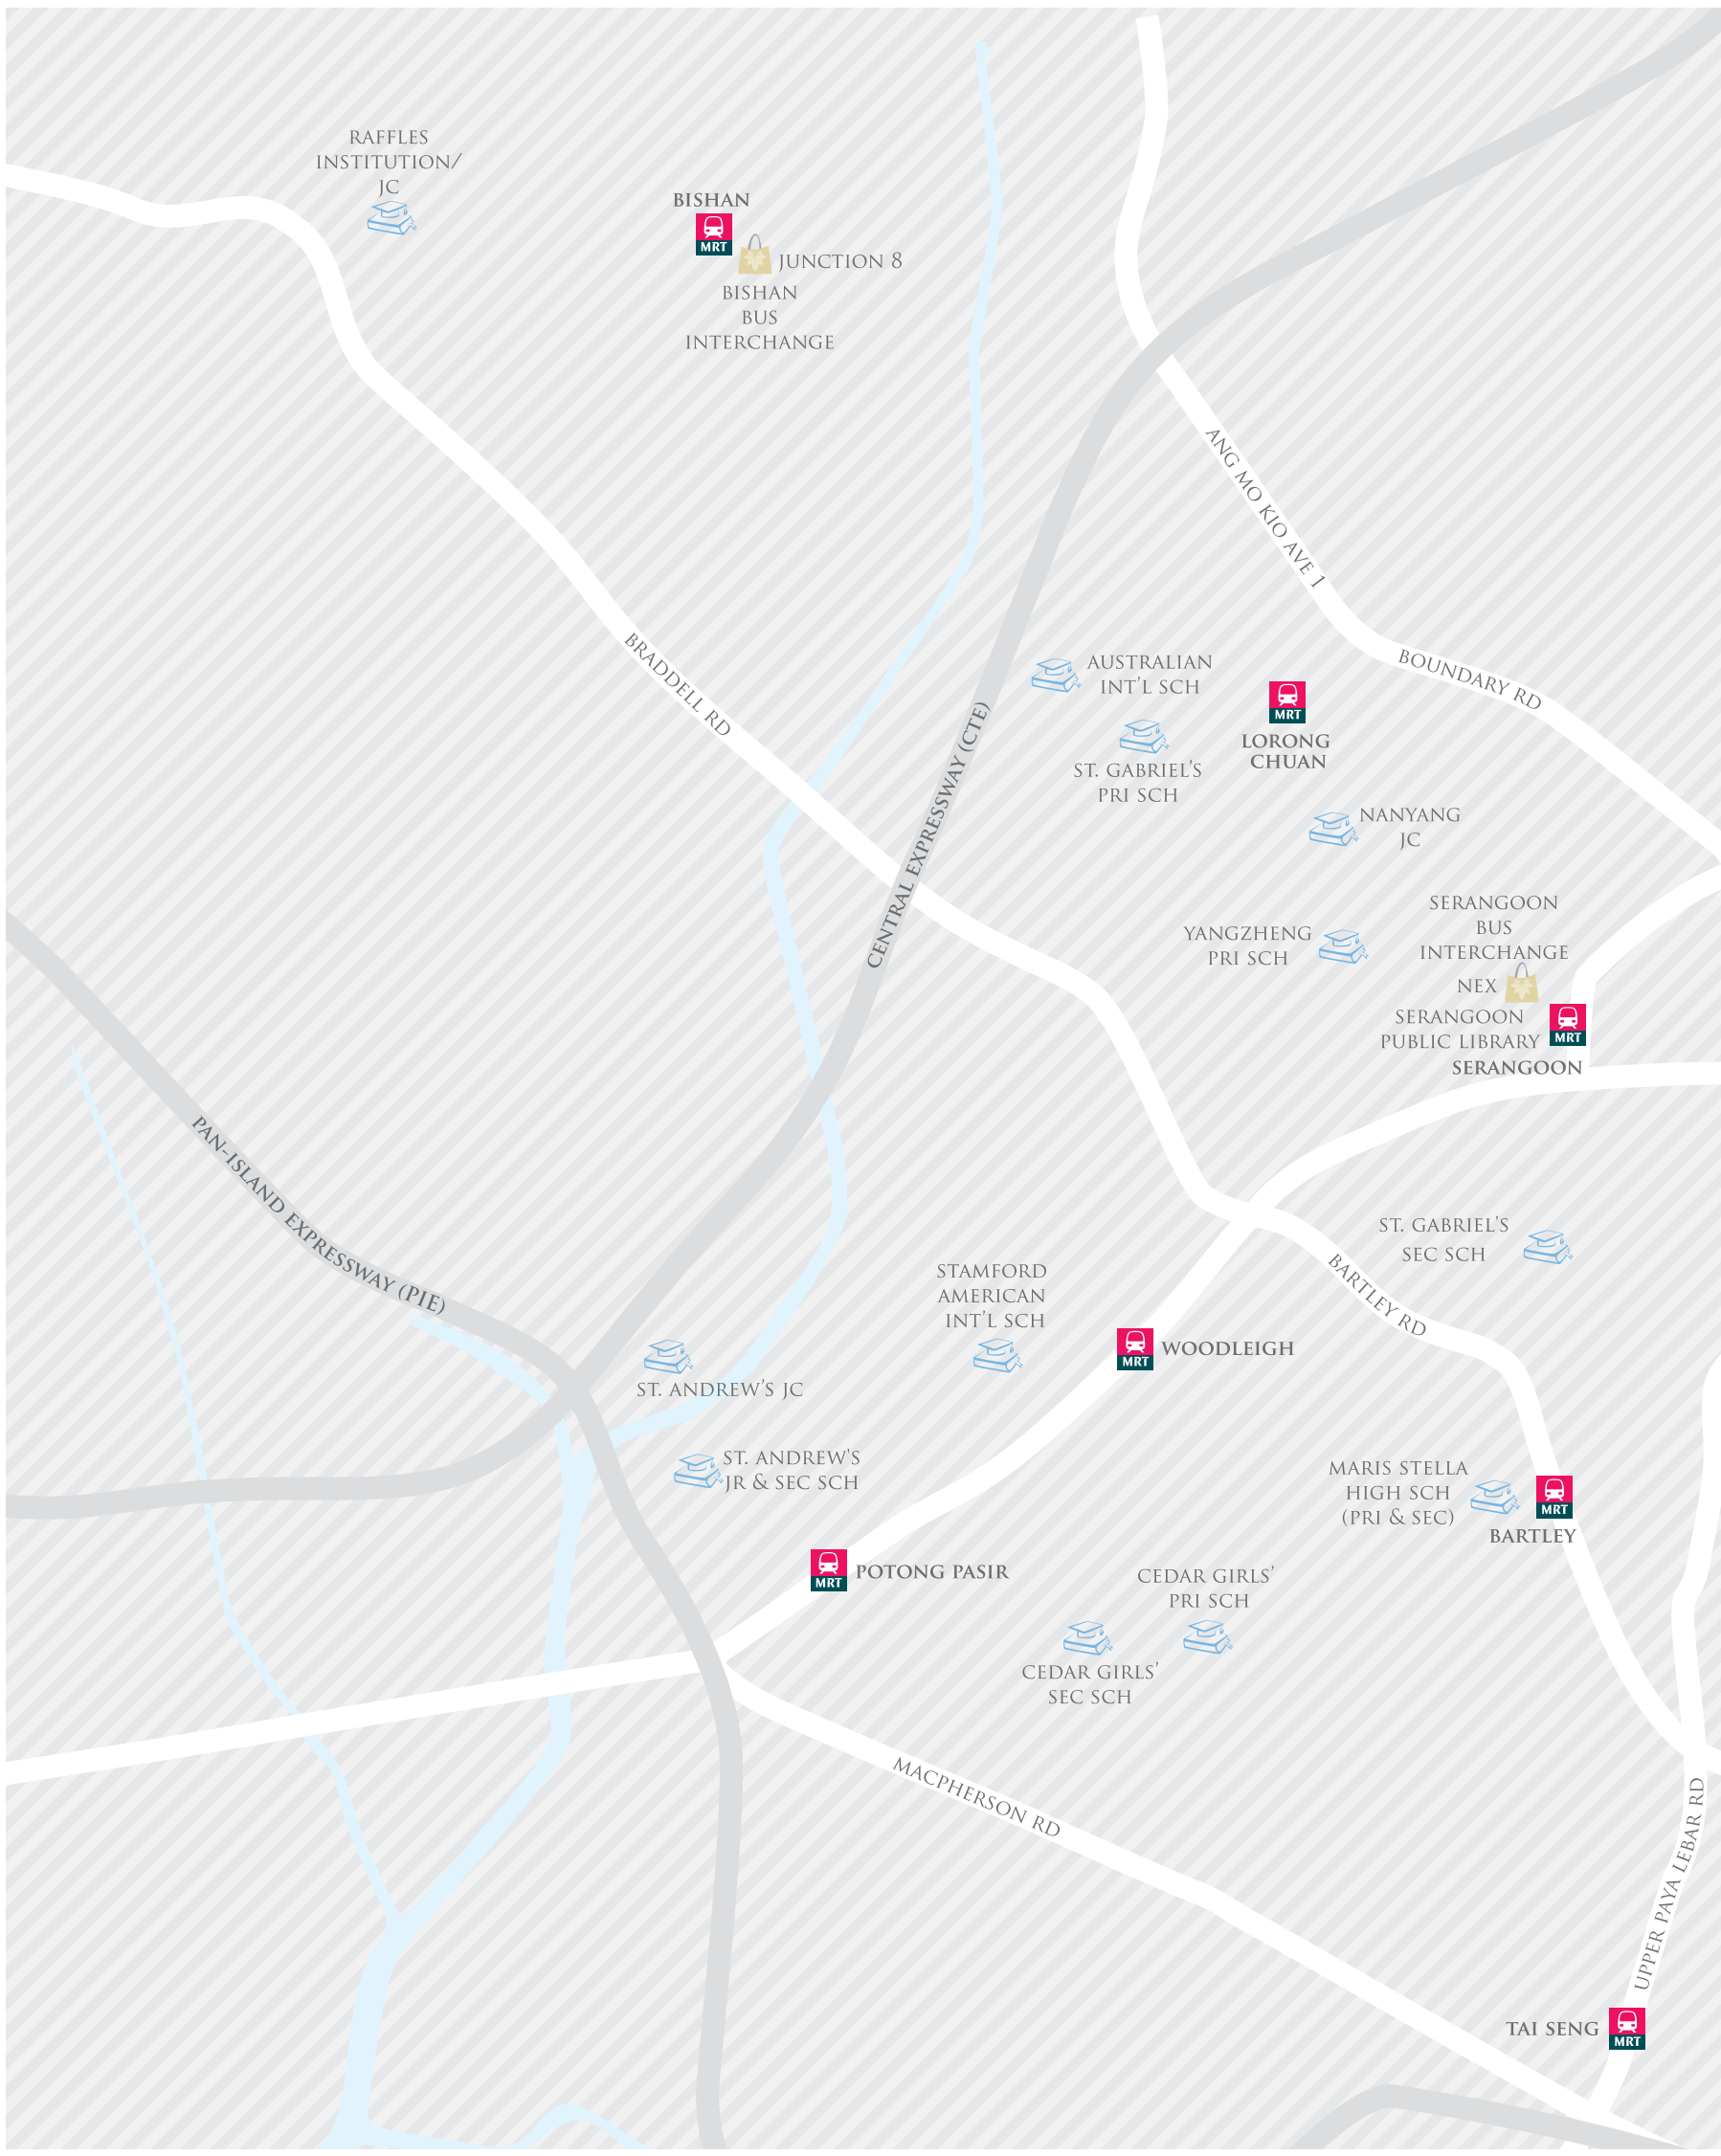 RAFFLES
INSTITUTION/
JC
BISHAN
MRT
JUNCTION 8
BISHAN
BUS
INTERCHANGE
ANG MO KIO AVE 1
BRADDELL RD
BOUNDARY RD
AUSTRALIAN
INT'L SCH
MRT
LORONG
CHUAN
ST. GABRIEL'S
PRI SCH
CENTRAL EXPRESSWAY (CTE)
NANYANG
JC
SERANGOON
BUS
INTERCHANGE
YANGZHENG
PRI SCH
NEX
SERANGOON
PUBLIC LIBRARY
MRT
SERANGOON
PAN-ISLAND EXPRESSWAY (PIE)
ST. GABRIEL'S
SEC SCH
STAMFORD
AMERICAN
INT'L SCH
BARTLEY RD
MRT
WOODLEIGH
ST. ANDREW'S JC
ST. ANDREW'S
JR & SEC SCH
MARIS STELLA
HIGH SCH
(PRI & SEC)
MRT
BARTLEY
MRT
POTONG PASIR
CEDAR GIRLS'
PRI SCH
CEDAR GIRLS'
SEC SCH
MACPHERSON RD
UPPER PAYA LEBAR RD
TAI SENG
MRT